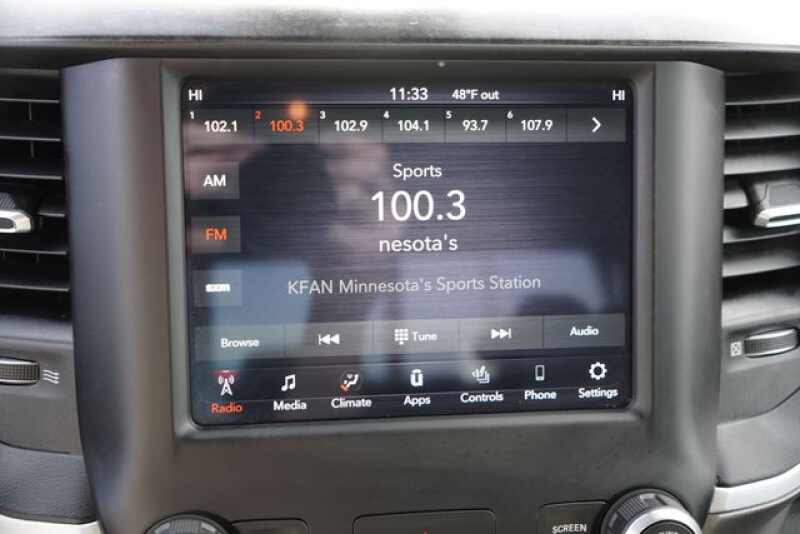 HI 11:33 48°F out HI
1 102.1 2 100.3 3 102.9 4 104.1 5 93.7 6 107.9
Sports
AM
100.3
FM
nesota's
sxm
KFAN Minnesota's Sports Station
Browse Tune Audio
Radio Media Climate Apps Controls Phone Settings
SCREEN